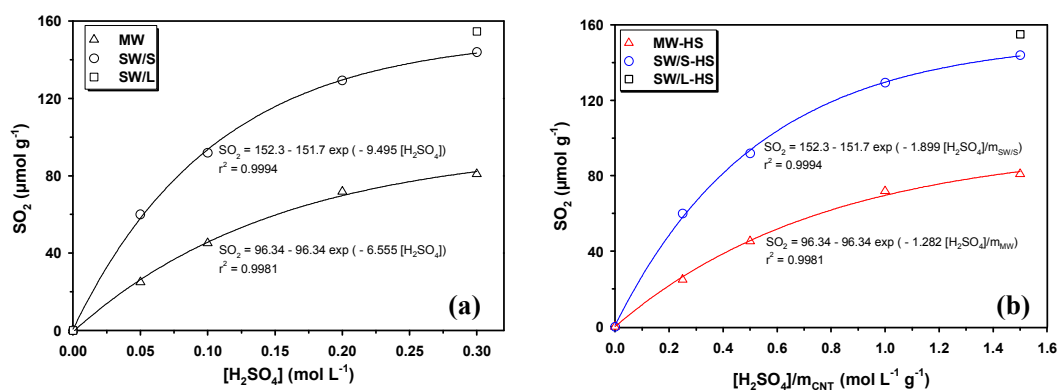 160
120
80
40
0
SO₂ (µmol g⁻¹)
MW
SW/S
SW/L
SO₂ = 152.3 - 151.7 exp ( - 9.495 [H₂SO₄])
r² = 0.9994
SO₂ = 96.34 - 96.34 exp ( - 6.555 [H₂SO₄])
r² = 0.9981
(a)
0.00 0.05 0.10 0.15 0.20 0.25 0.30
[H₂SO₄] (mol L⁻¹)
160
120
80
40
0
SO₂ (µmol g⁻¹)
MW-HS
SW/S-HS
SW/L-HS
SO₂ = 152.3 - 151.7 exp ( - 1.899 [H₂SO₄]/m_SW/S)
r² = 0.9994
SO₂ = 96.34 - 96.34 exp ( - 1.282 [H₂SO₄]/m_MW)
r² = 0.9981
(b)
0.0 0.2 0.4 0.6 0.8 1.0 1.2 1.4 1.6
[H₂SO₄]/m_CNT (mol L⁻¹ g⁻¹)